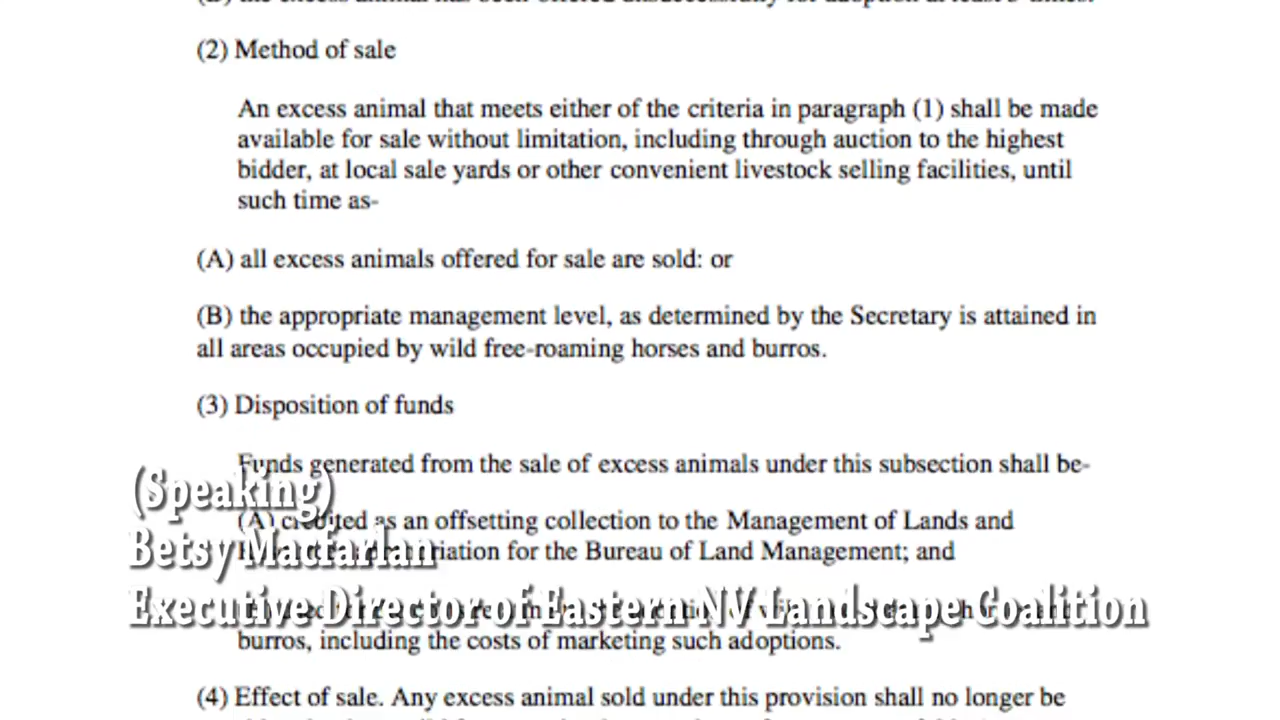 (2) Method of sale
An excess animal that meets either of the criteria in paragraph (1) shall be made
available for sale without limitation, including through auction to the highest
bidder, at local sale yards or other convenient livestock selling facilities, until
such time as-
(A) all excess animals offered for sale are sold: or
(B) the appropriate management level, as determined by the Secretary is attained in
all areas occupied by wild free-roaming horses and burros.
(3) Disposition of funds
Funds generated from the sale of excess animals under this subsection shall be-
(Speaking)
(A) credited as an offsetting collection to the Management of Lands and
Betsy Macfarlan
for the Bureau of Land Management; and
Executive Director of Eastern NV Landscape Coalition
burros, including the costs of marketing such adoptions.
(4) Effect of sale. Any excess animal sold under this provision shall no longer be